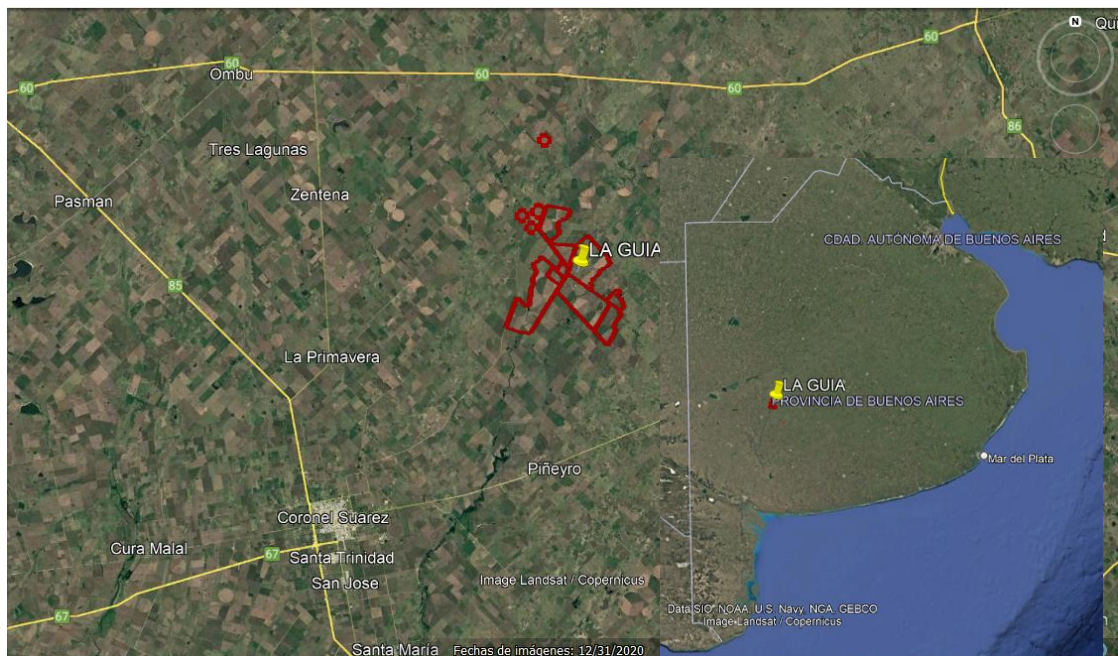 N
Qui
60
60
Ombú
60
60
86
Tres Lagunas
Pasman
Zentena
LA GUIA
CDAD. AUTÓNOMA DE BUENOS AIRES
85
La Primavera
LA GUIA
PROVINCIA DE BUENOS AIRES
Mar del Plata
Piñeyro
Coronel Suarez
Cura Malal
67
Santa Trinidad
San Jose
Image Landsat / Copernicus
67
Data SIO, NOAA, U.S. Navy, NGA, GEBCO
Image Landsat / Copernicus
Santa María
Fechas de imágenes: 12/31/2020